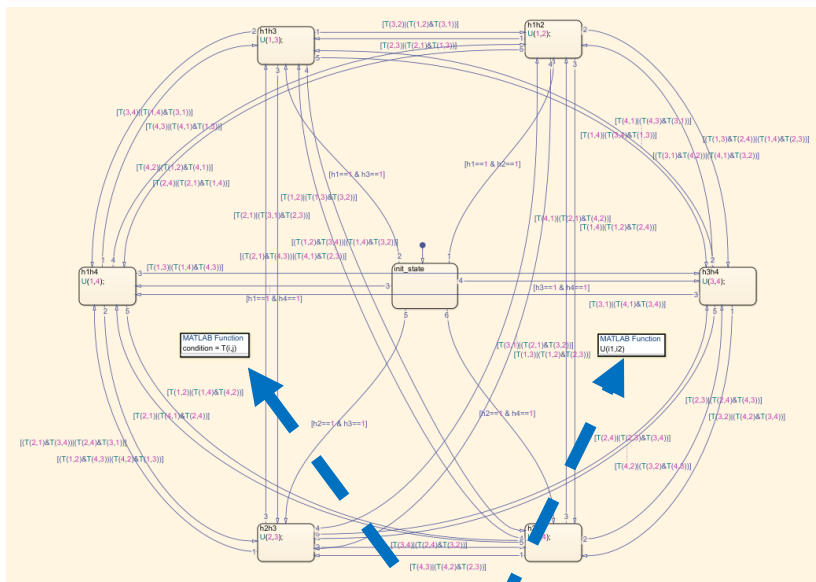 h1h3
U(1,3);
h1h2
U(1,2);
[T(3,2)|(T(1,2)&T(3,1))]
[T(2,3)|(T(2,1)&T(1,3))]
[T(3,4)|(T(1,4)&T(3,1))]
[T(4,3)|(T(4,1)&T(1,3))]
[T(4,1)|(T(4,3)&T(3,1))]
[T(1,4)|(T(3,4)&T(1,3))]
[(T(1,3)&T(2,4))|(T(1,4)&T(2,3))]
[(T(3,1)&T(4,2))|(T(4,1)&T(3,2))]
[T(4,2)|(T(1,2)&T(4,1))]
[T(2,4)|(T(2,1)&T(1,4))]
[h1==1 & h3==1]
[h1==1 & h2==1]
[T(1,2)|(T(1,3)&T(3,2))]
[T(2,1)|(T(3,1)&T(2,3))]
[T(4,1)|(T(2,1)&T(4,2))]
[T(1,4)|(T(1,2)&T(2,4))]
[(T(1,2)&T(3,4))|(T(1,4)&T(3,2))]
[(T(2,1)&T(4,3))|(T(4,1)&T(2,3))]
h1h4
U(1,4);
[T(1,3)|(T(1,4)&T(4,3))]
init_state
h3h4
U(3,4);
[h1==1 & h4==1]
[h3==1 & h4==1]
[T(3,1)|(T(4,1)&T(3,4))]
MATLAB Function
condition = T(i,j)
MATLAB Function
U(i1,i2)
[T(3,1)|(T(2,1)&T(3,2))]
[T(1,3)|(T(1,2)&T(2,3))]
[T(1,2)|(T(1,4)&T(4,2))]
[T(2,1)|(T(4,1)&T(2,4))]
[h2==1 & h3==1]
[h2==1 & h4==1]
[T(2,3)|(T(2,4)&T(4,3))]
[T(3,2)|(T(4,2)&T(3,4))]
[T(2,4)|(T(2,3)&T(3,4))]
[T(4,2)|(T(3,2)&T(4,3))]
[(T(2,1)&T(3,4))|(T(2,4)&T(3,1))]
[(T(1,2)&T(4,3))|(T(4,2)&T(1,3))]
h2h3
U(2,3);
[T(3,4)|(T(2,4)&T(3,2))]
[T(4,3)|(T(4,2)&T(2,3))]